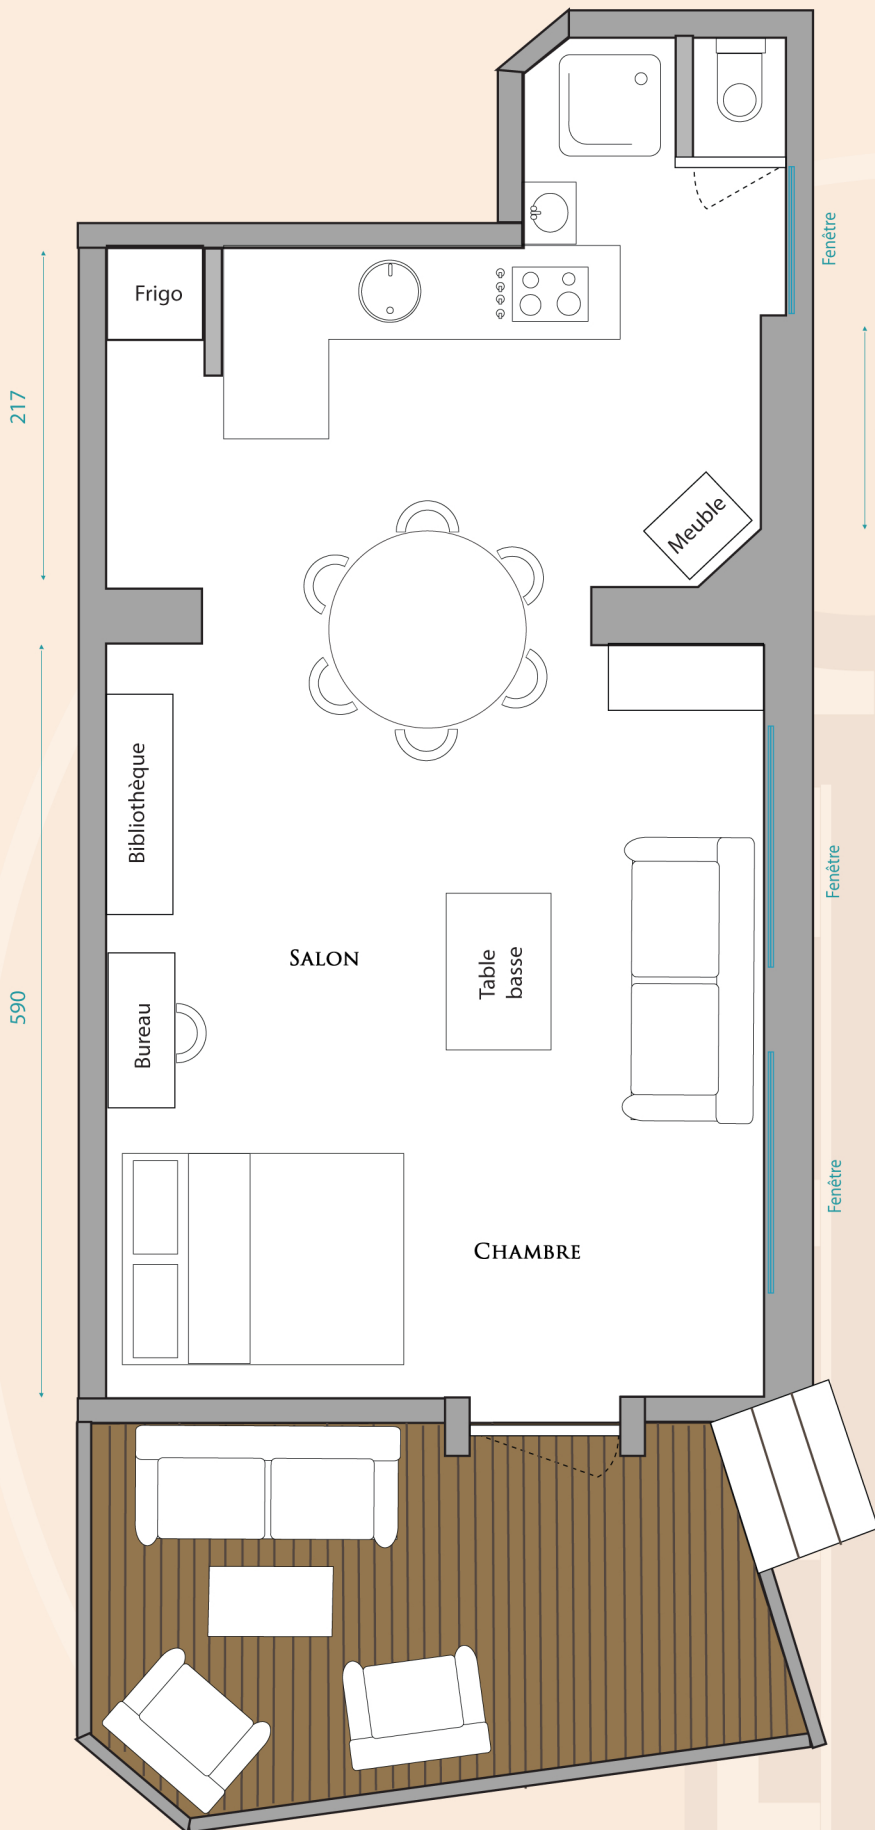 Fenêtre
Frigo
217
Meuble
Bibliothèque
Fenêtre
Salon
Table
basse
590
Bureau
Fenêtre
Chambre